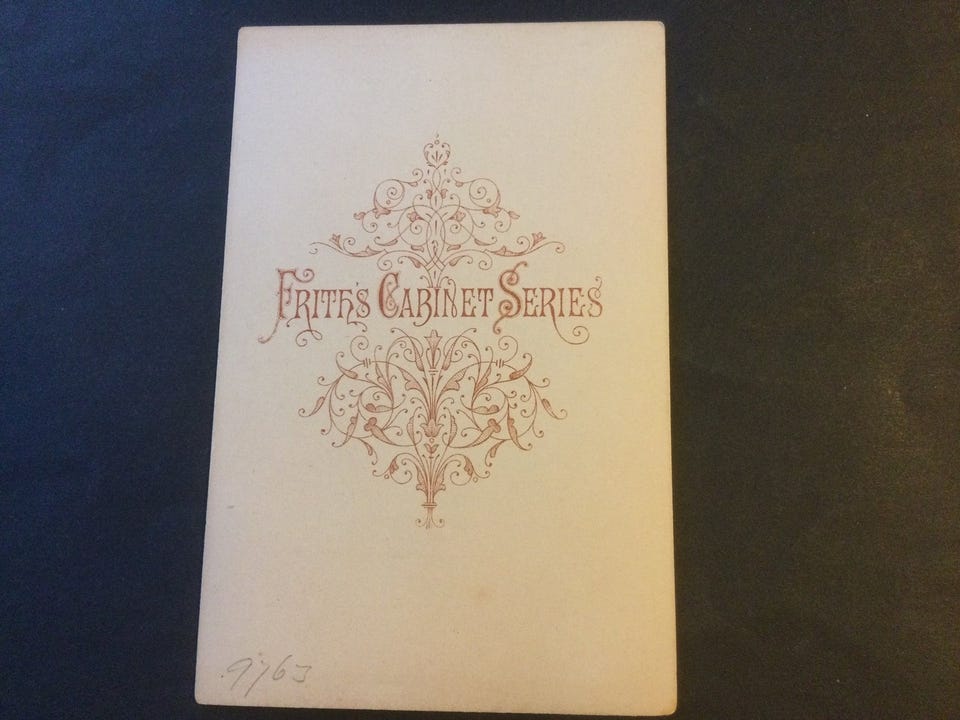 FRITH'S CABINET SERIES
9763